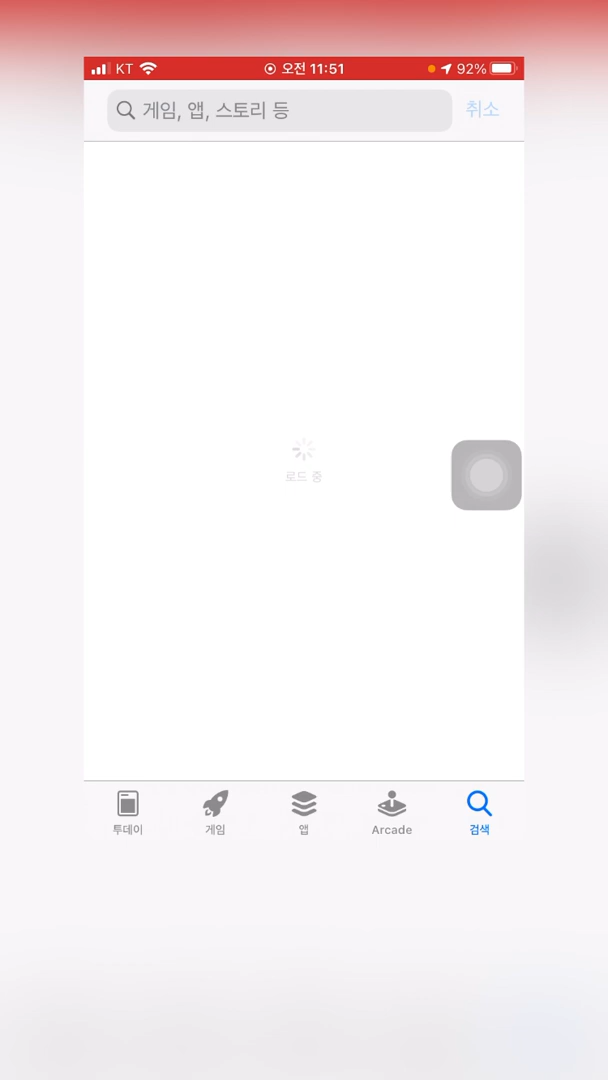 KT 오전 11:51 92%
게임, 앱, 스토리 등 취소
로드 중
투데이 게임 앱 Arcade 검색